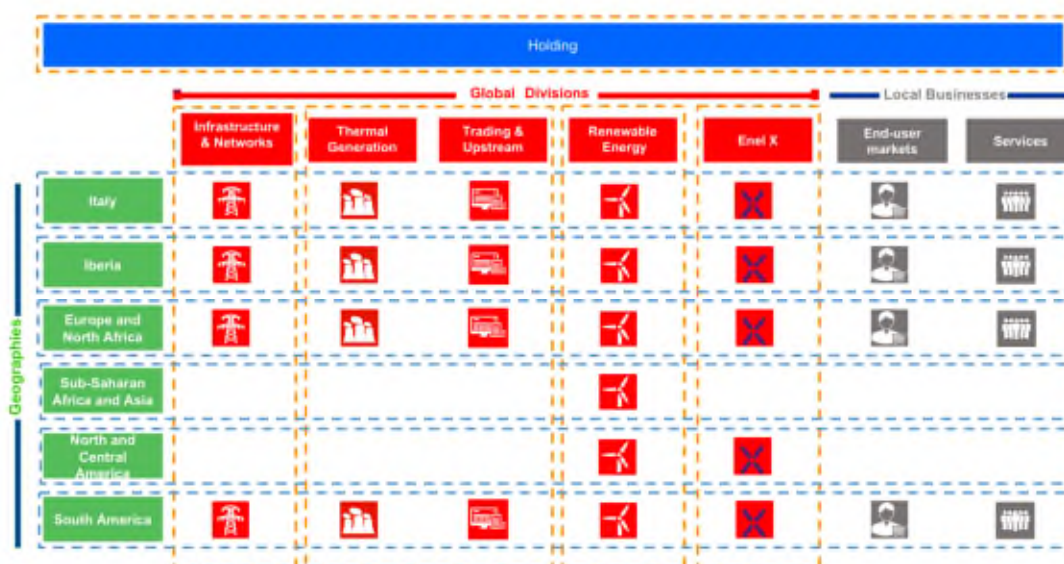 Holding
Global Divisions
Local Businesses
Infrastructure
& Networks
Thermal
Generation
Trading &
Upstream
Renewable
Energy
Enel X
End-user
markets
Services
Geographies
Italy
Iberia
Europe and
North Africa
Sub-Saharan
Africa and Asia
North and
Central
America
South America